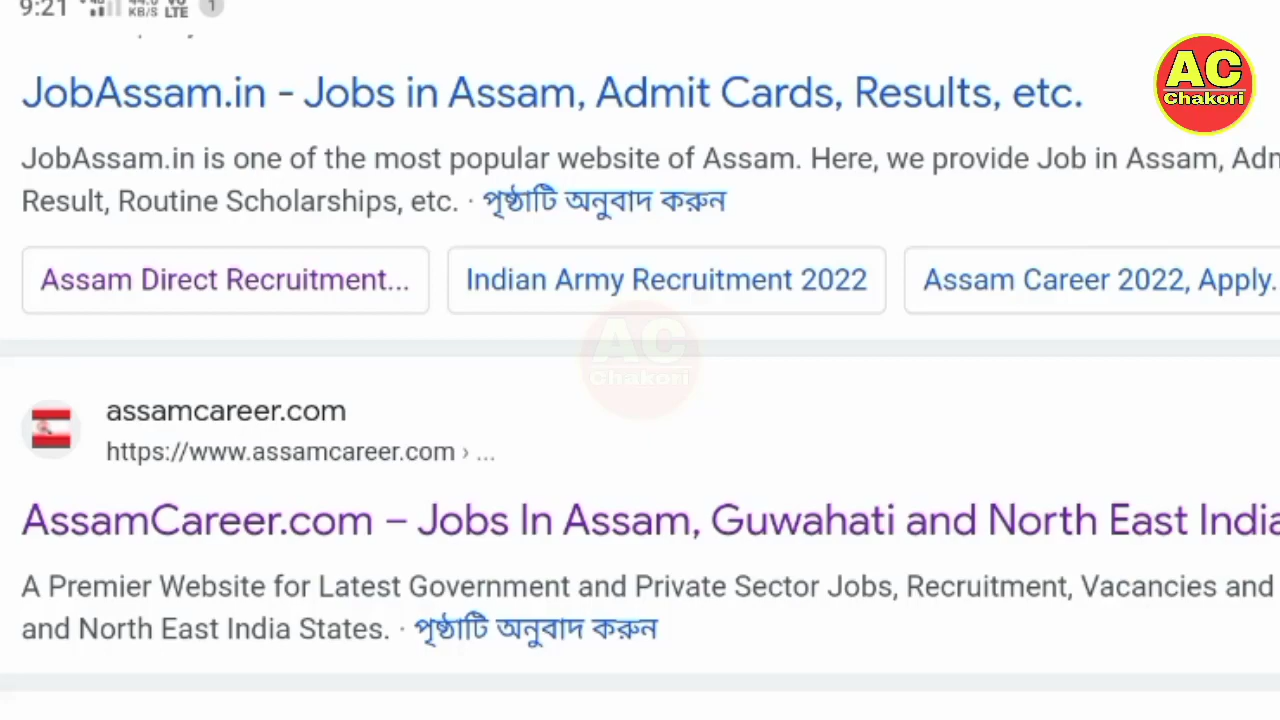 9:21 LTE 1
AC
Chakori
JobAssam.in - Jobs in Assam, Admit Cards, Results, etc.
JobAssam.in is one of the most popular website of Assam. Here, we provide Job in Assam, Adm
Result, Routine Scholarships, etc. · পৃষ্ঠাটি অনুবাদ করুন
Assam Direct Recruitment... Indian Army Recruitment 2022 Assam Career 2022, Apply.
AC
Chakori
assamcareer.com
https://www.assamcareer.com › ...
AssamCareer.com – Jobs In Assam, Guwahati and North East India
A Premier Website for Latest Government and Private Sector Jobs, Recruitment, Vacancies and
and North East India States. · পৃষ্ঠাটি অনুবাদ করুন